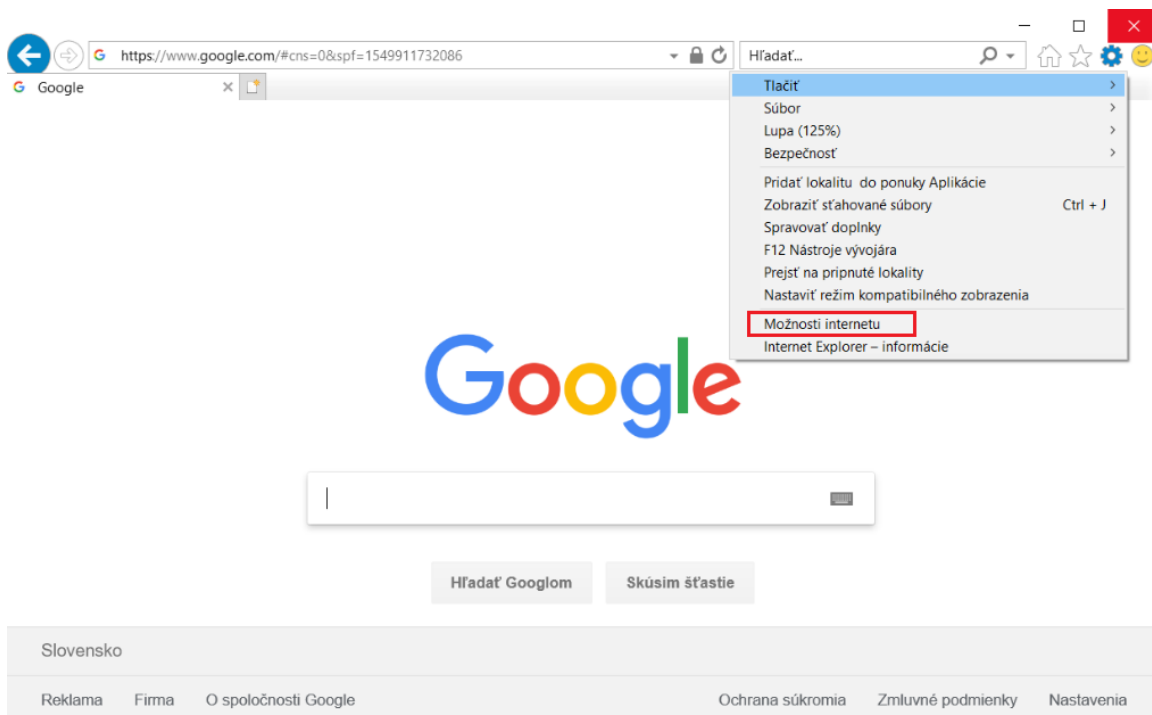 https://www.google.com/#cns=0&spf=1549911732086
Hľadať...
Google
Tlačiť
Súbor
Lupa (125%)
Bezpečnosť
Pridať lokalitu  do ponuky Aplikácie
Zobraziť sťahované súbory Ctrl + J
Spravovať doplnky
F12 Nástroje vývojára
Prejsť na pripnuté lokality
Nastaviť režim kompatibilného zobrazenia
Možnosti internetu
Internet Explorer – informácie
Google
Hľadať Googlom Skúsim šťastie
Slovensko
Reklama Firma O spoločnosti Google Ochrana súkromia Zmluvné podmienky Nastavenia